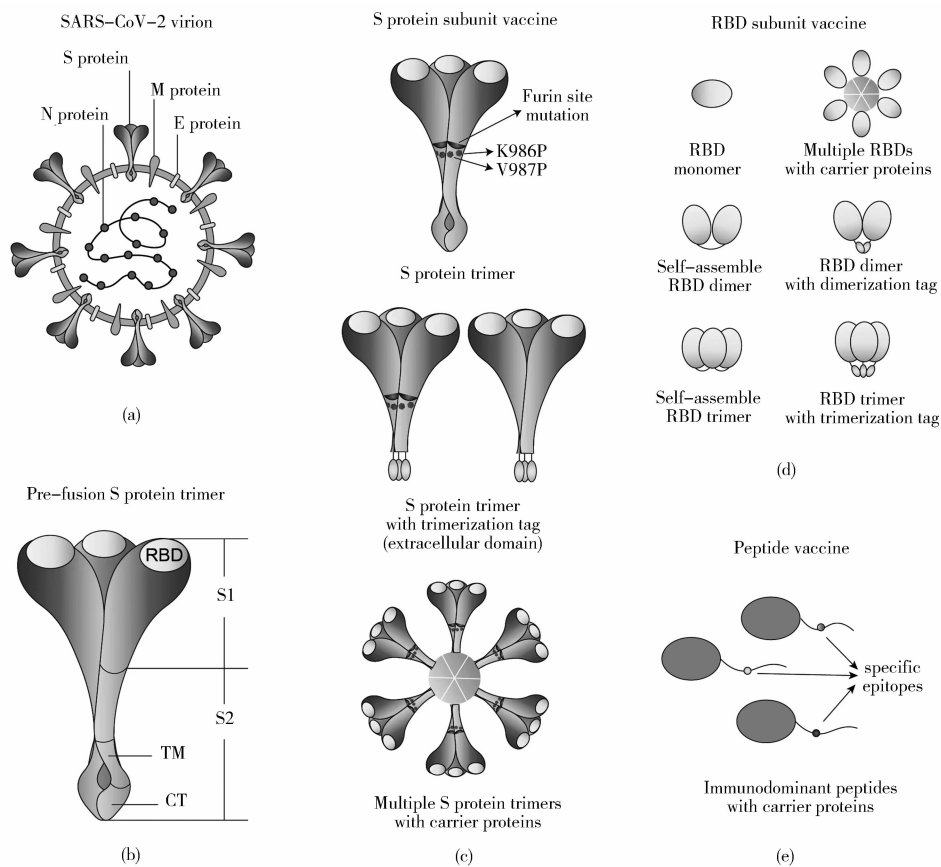 SARS-CoV-2 virion
S protein
M protein
N protein
E protein
(a)
Pre-fusion S protein trimer
RBD
S1
S2
TM
CT
(b)
S protein subunit vaccine
Furin site
mutation
K986P
V987P
S protein trimer
S protein trimer
with trimerization tag
(extracellular domain)
Multiple S protein trimers
with carrier proteins
(c)
RBD subunit vaccine
RBD
monomer
Multiple RBDs
with carrier proteins
Self-assemble
RBD dimer
RBD dimer
with dimerization tag
Self-assemble
RBD trimer
RBD trimer
with trimerization tag
(d)
Peptide vaccine
specific
epitopes
Immunodominant peptides
with carrier proteins
(e)